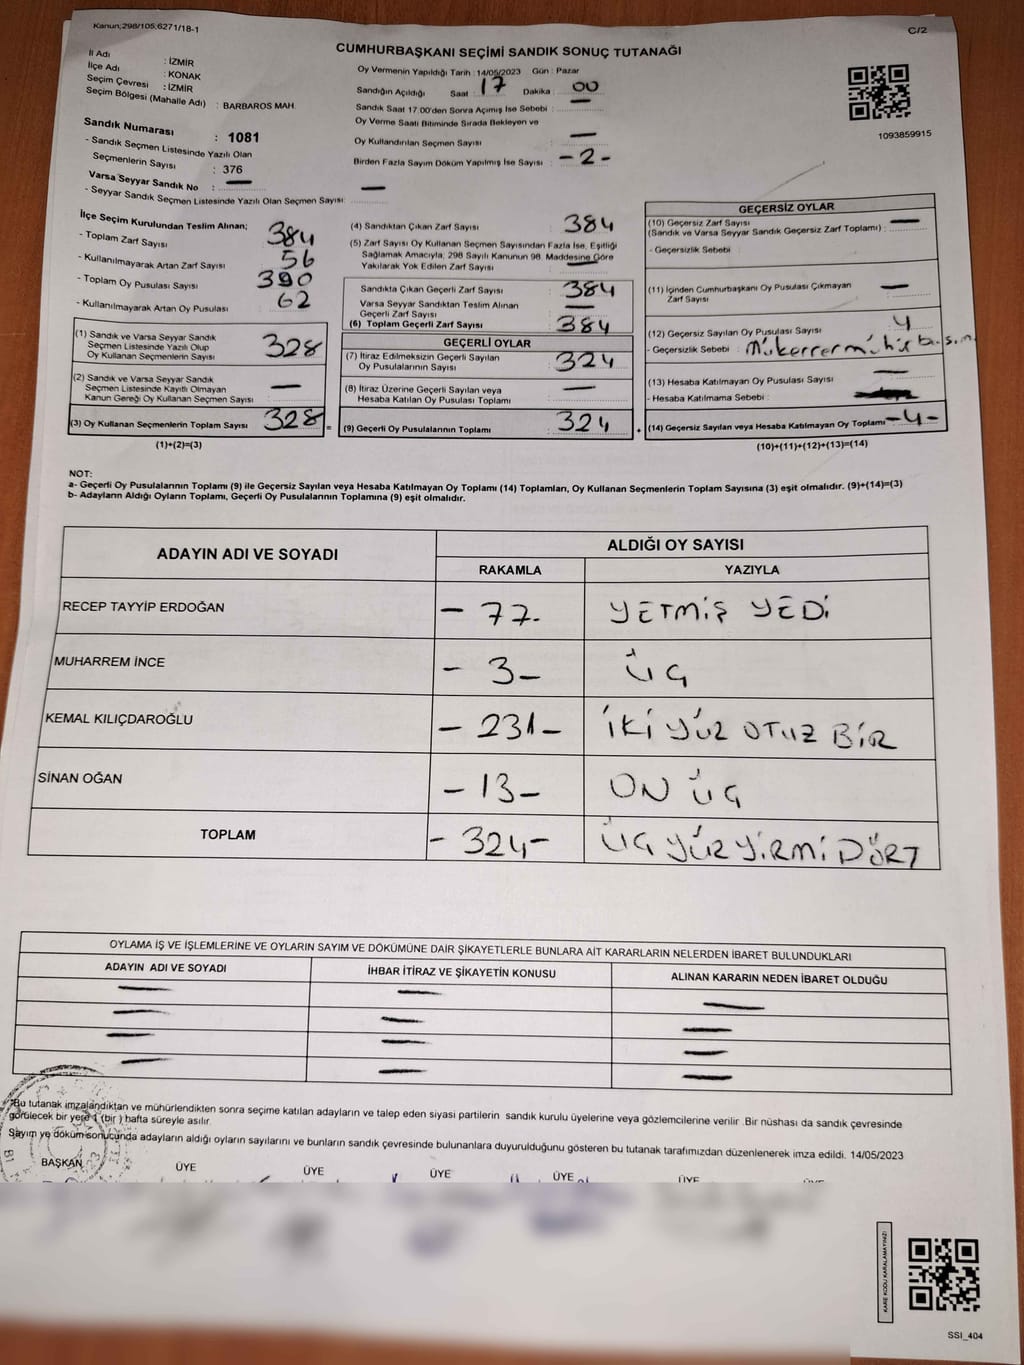 Kanun;298/105;6271/18-1
C/2
CUMHURBAŞKANI SEÇİMİ SANDIK SONUÇ TUTANAĞI
İl Adı : İZMİR
İlçe Adı : KONAK
Seçim Çevresi : İZMİR
Seçim Bölgesi (Mahalle Adı) : BARBAROS MAH.
Sandık Numarası : 1081
- Sandık Seçmen Listesinde Yazılı Olan
Seçmenlerin Sayısı : 376
Varsa Seyyar Sandık No :
- Seyyar Sandık Seçmen Listesinde Yazılı Olan Seçmen Sayısı:
Oy Vermenin Yapıldığı Tarih : 14/05/2023 Gün : Pazar
Sandığın Açıldığı Saat : 17 Dakika : 00
Sandık Saat 17.00'den Sonra Açımış İse Sebebi :
Oy Verme Saati Bitiminde Sırada Bekleyen ve
Oy Kullandırılan Seçmen Sayısı :
Birden Fazla Sayım Döküm Yapılmış İse Sayısı : -2-
1093859915
İlçe Seçim Kurulundan Teslim Alınan;
- Toplam Zarf Sayısı : 384
- Kullanılmayarak Artan Zarf Sayısı : 56
- Toplam Oy Pusulası Sayısı : 390
- Kullanılmayarak Artan Oy Pusulası : 62
(1) Sandık ve Varsa Seyyar Sandık
Seçmen Listesinde Yazılı Olup
Oy Kullanan Seçmenlerin Sayısı : 328
(2) Sandık ve Varsa Seyyar Sandık
Seçmen Listesinde Kayıtlı Olmayan
Kanun Gereği Oy Kullanan Seçmen Sayısı :
(3) Oy Kullanan Seçmenlerin Toplam Sayısı : 328 =
(1)+(2)=(3)
(4) Sandıktan Çıkan Zarf Sayısı : 384
(5) Zarf Sayısı Oy Kullanan Seçmen Sayısından Fazla İse, Eşitliği
Sağlamak Amacıyla, 298 Sayılı Kanunun 98. Maddesine Göre
Yakılarak Yok Edilen Zarf Sayısı :
Sandıkta Çıkan Geçerli Zarf Sayısı : 384
Varsa Seyyar Sandıktan Teslim Alınan
Geçerli Zarf Sayısı :
(6) Toplam Geçerli Zarf Sayısı : 384
GEÇERLİ OYLAR
(7) İtiraz Edilmeksizin Geçerli Sayılan
Oy Pusulalarının Sayısı : 324
(8) İtiraz Üzerine Geçerli Sayılan veya
Hesaba Katılan Oy Pusulası Toplamı :
(9) Geçerli Oy Pusulalarının Toplamı : 324 +
GEÇERSİZ OYLAR
(10) Geçersiz Zarf Sayısı
(Sandık ve Varsa Seyyar Sandık Geçersiz Zarf Toplamı) :
- Geçersizlik Sebebi :
(11) İçinden Cumhurbaşkanı Oy Pusulası Çıkmayan
Zarf Sayısı :
(12) Geçersiz Sayılan Oy Pusulası Sayısı : 4
- Geçersizlik Sebebi : Mükerrer mühür basım
(13) Hesaba Katılmayan Oy Pusulası Sayısı :
- Hesaba Katılmama Sebebi :
(14) Geçersiz Sayılan veya Hesaba Katılmayan Oy Toplamı : -4-
(10)+(11)+(12)+(13)=(14)
NOT:
a- Geçerli Oy Pusulalarının Toplamı (9) ile Geçersiz Sayılan veya Hesaba Katılmayan Oy Toplamı (14) Toplamları, Oy Kullanan Seçmenlerin Toplam Sayısına (3) eşit olmalıdır. (9)+(14)=(3)
b- Adayların Aldığı Oyların Toplamı, Geçerli Oy Pusulalarının Toplamına (9) eşit olmalıdır.
ADAYIN ADI VE SOYADI ALDIĞI OY SAYISI
RAKAMLA YAZIYLA
RECEP TAYYİP ERDOĞAN -77- YETMİŞ YEDİ
MUHARREM İNCE -3- ÜÇ
KEMAL KILIÇDAROĞLU -231- İKİ YÜZ OTUZ BİR
SİNAN OĞAN -13- ON ÜÇ
TOPLAM -324- ÜÇ YÜZ YİRMİ DÖRT
OYLAMA İŞ VE İŞLEMLERİNE VE OYLARIN SAYIM VE DÖKÜMÜNE DAİR ŞİKAYETLERLE BUNLARA AİT KARARLARIN NELERDEN İBARET BULUNDUKLARI
ADAYIN ADI VE SOYADI İHBAR İTİRAZ VE ŞİKAYETİN KONUSU ALINAN KARARIN NEDEN İBARET OLDUĞU
*Bu tutanak imzalandıktan ve mühürlendikten sonra seçime katılan adayların ve talep eden siyasi partilerin sandık kurulu üyelerine veya gözlemcilerine verilir. Bir nüshası da sandık çevresinde
görülecek bir yere 1 (bir) hafta süreyle asılır.
Sayım ve döküm sonucunda adayların aldığı oyların sayılarını ve bunların sandık çevresinde bulunanlara duyurulduğunu gösteren bu tutanak tarafımızdan düzenlenerek imza edildi. 14/05/2023
BAŞKAN ÜYE ÜYE ÜYE ÜYE ÜYE
KARE KODU KARALAMAYINIZ!
SSI_404